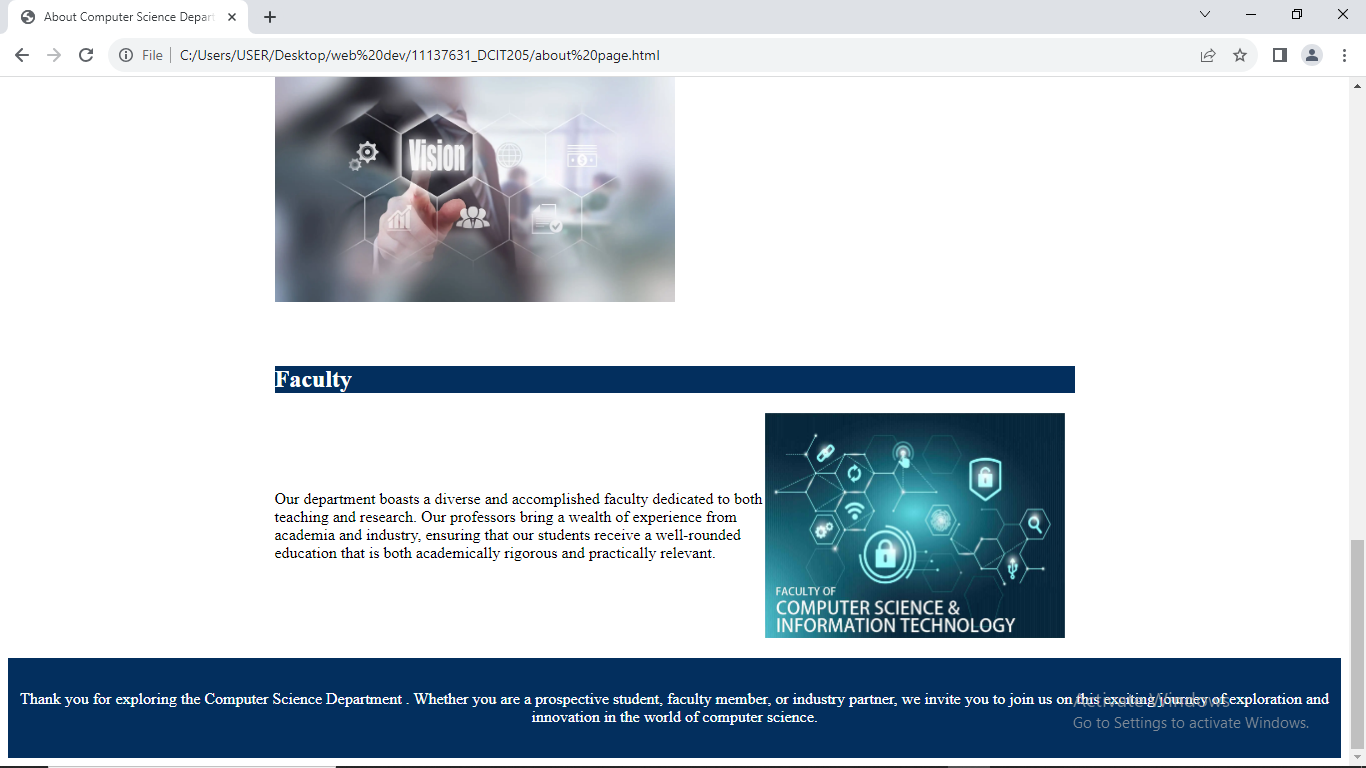 About Computer Science Depart
File
C:/Users/USER/Desktop/web%20dev/11137631_DCIT205/about%20page.html
Vision
Faculty
Our department boasts a diverse and accomplished faculty dedicated to both
teaching and research. Our professors bring a wealth of experience from
academia and industry, ensuring that our students receive a well-rounded
education that is both academically rigorous and practically relevant.
FACULTY OF
COMPUTER SCIENCE &
INFORMATION TECHNOLOGY
Thank you for exploring the Computer Science Department . Whether you are a prospective student, faculty member, or industry partner, we invite you to join us on this exciting journey of exploration and
innovation in the world of computer science.
Activate Windows
Go to Settings to activate Windows.